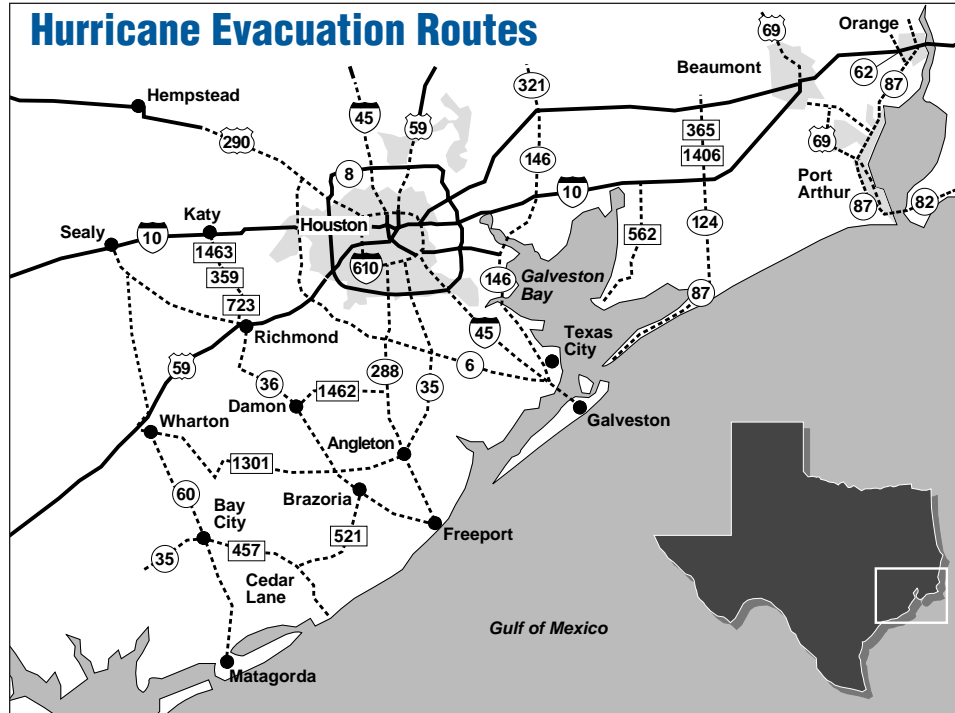 Hurricane Evacuation Routes
Orange
69
Beaumont
62
321
87
Hempstead
45
59
365
290
69
146
1406
8
Port
Arthur
10
Katy
Houston
87
82
Sealy
10
124
562
1463
610
146
Galveston
Bay
359
87
723
Richmond
45
Texas
City
59
6
288
36
1462
35
Damon
Galveston
Wharton
Angleton
1301
60
Brazoria
Bay
City
521
Freeport
35
457
Cedar
Lane
Gulf of Mexico
Matagorda